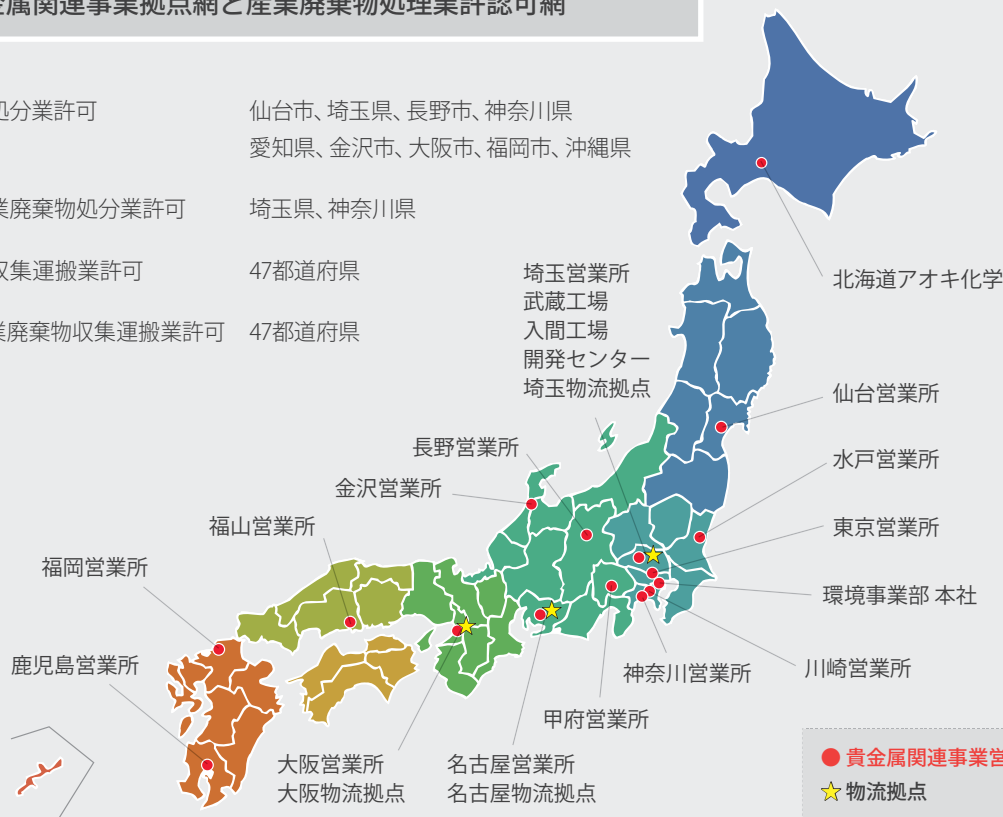 金属関連事業拠点網と産業廃棄物処理業許認可網
処分業許可 仙台市、埼玉県、長野市、神奈川県
愛知県、金沢市、大阪市、福岡市、沖縄県
業廃棄物処分業許可 埼玉県、神奈川県
収集運搬業許可 47都道府県
業廃棄物収集運搬業許可 47都道府県
埼玉営業所
武蔵工場
入間工場
開発センター
埼玉物流拠点
北海道アオキ化学
仙台営業所
長野営業所
水戸営業所
金沢営業所
福山営業所
東京営業所
福岡営業所
環境事業部 本社
鹿児島営業所
神奈川営業所
川崎営業所
甲府営業所
大阪営業所
大阪物流拠点
名古屋営業所
名古屋物流拠点
貴金属関連事業営
物流拠点